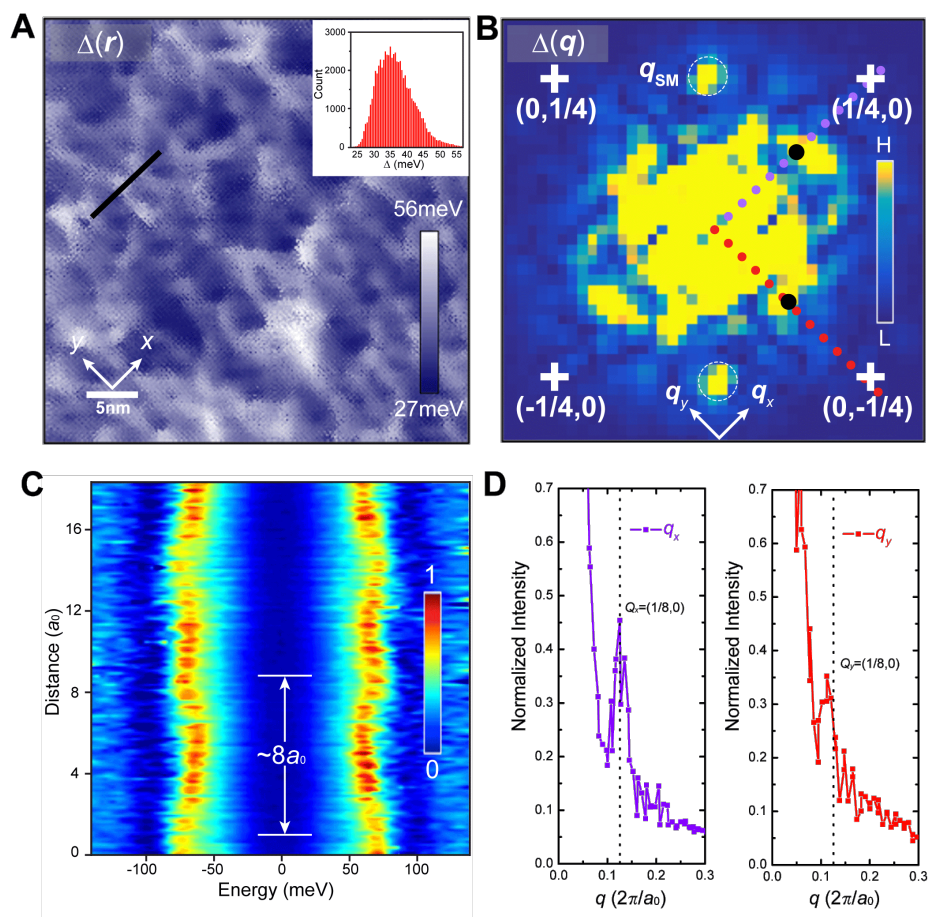 A
Δ(r)
3000
2000
1000
0
Count
25 30 35 40 45 50 55
Δ (meV)
56meV
27meV
y x
5nm
B
Δ(q)
qSM
(0,1/4)
(1/4,0)
H
L
(-1/4,0)
(0,-1/4)
qy qx
C
16
12
8
4
0
Distance (a0)
1
0
~8a0
-100 -50 0 50 100
Energy (meV)
D
0.7
0.6
0.5
0.4
0.3
0.2
0.1
0.0
Normalized Intensity
qx
Qx=(1/8,0)
0.0 0.1 0.2 0.3
q (2π/a0)
0.7
0.6
0.5
0.4
0.3
0.2
0.1
0.0
Normalized Intensity
qy
Qy=(1/8,0)
0.0 0.1 0.2 0.3
q (2π/a0)